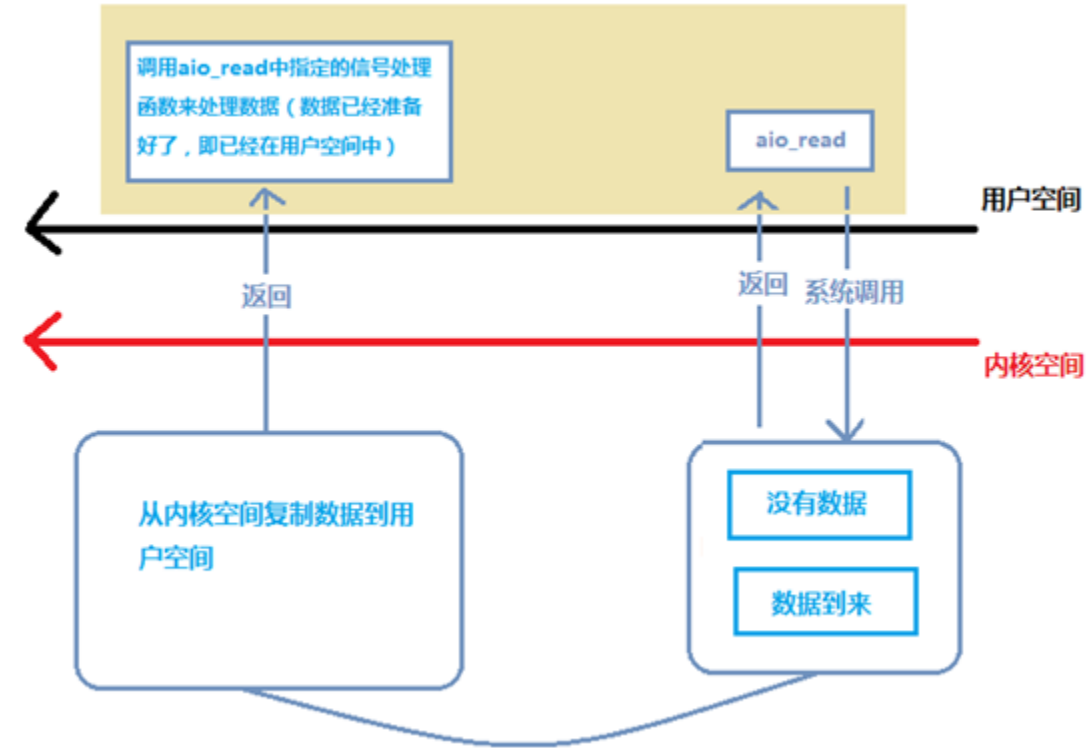 调用aio_read中指定的信号处理
函数来处理数据（数据已经准备
好了，即已经在用户空间中）
aio_read
用户空间
返回
返回
系统调用
内核空间
从内核空间复制数据到用
户空间
没有数据
数据到来